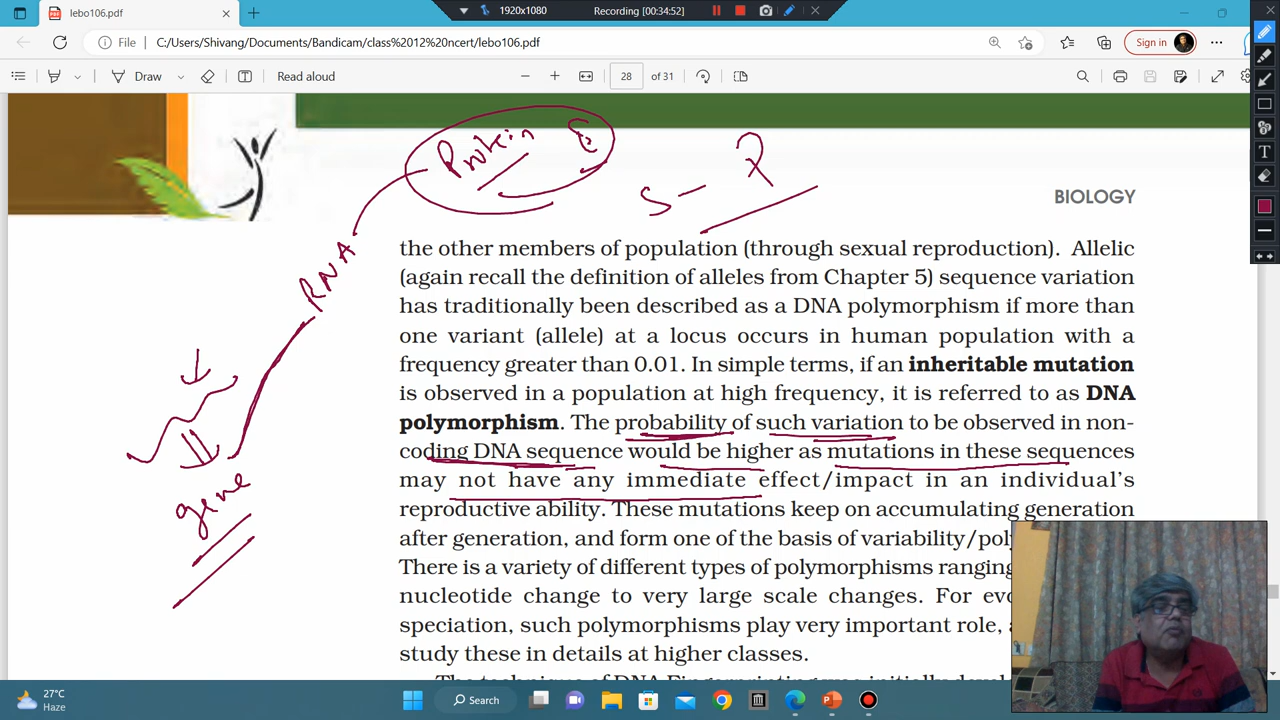 lebo106.pdf
1920x1080
Recording [00:34:52]
File
C:/Users/Shivang/Documents/Bandicam/class%2012%20ncert/lebo106.pdf
Sign in
Draw
Read aloud
28
of 31
Protein
S -
BIOLOGY
RNA
gene
the other members of population (through sexual reproduction). Allelic
(again recall the definition of alleles from Chapter 5) sequence variation
has traditionally been described as a DNA polymorphism if more than
one variant (allele) at a locus occurs in human population with a
frequency greater than 0.01. In simple terms, if an inheritable mutation
is observed in a population at high frequency, it is referred to as DNA
polymorphism. The probability of such variation to be observed in non-
coding DNA sequence would be higher as mutations in these sequences
may not have any immediate effect/impact in an individual's
reproductive ability. These mutations keep on accumulating generation
after generation, and form one of the basis of variability/pol
There is a variety of different types of polymorphisms ranging
nucleotide change to very large scale changes. For evo
speciation, such polymorphisms play very important role, a
study these in details at higher classes.
27°C
Haze
Search